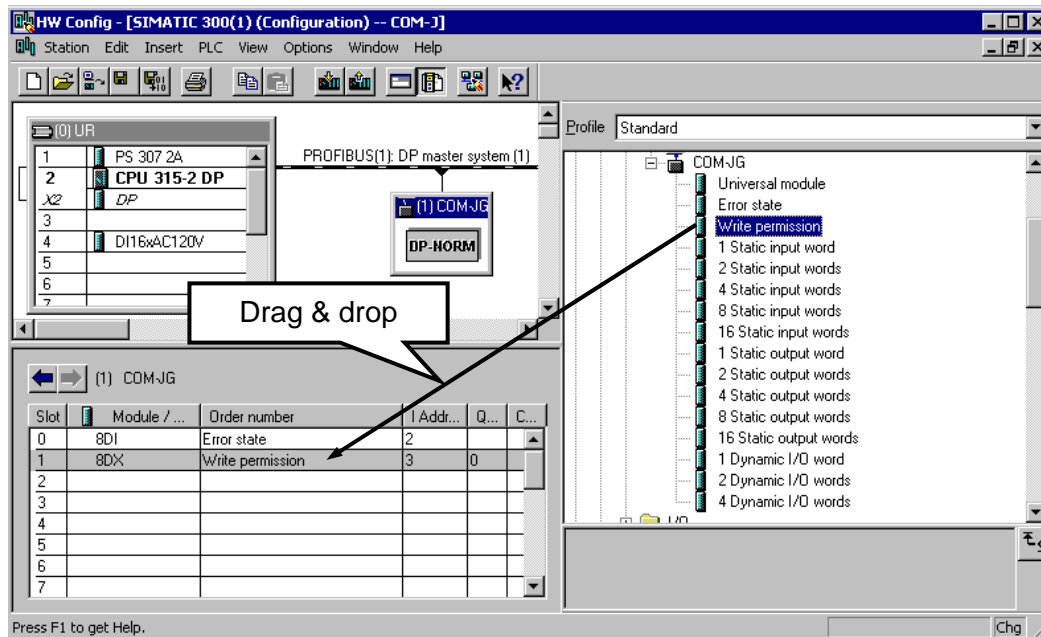 HW Config - [SIMATIC 300(1) (Configuration) -- COM-J]
Station Edit Insert PLC View Options Window Help
(0) UR
1 PS 307 2A
2 CPU 315-2 DP
X2 DP
3
4 DI16xAC120V
5
6
7
PROFIBUS(1): DP master system (1)
(1) COM-JG
DP-NORM
Drag & drop
Profile Standard
COM-JG
Universal module
Error state
Write permission
1 Static input word
2 Static input words
4 Static input words
8 Static input words
16 Static input words
1 Static output word
2 Static output words
4 Static output words
8 Static output words
16 Static output words
1 Dynamic I/O word
2 Dynamic I/O words
4 Dynamic I/O words
I/O
(1) COM-JG
Slot Module / ... Order number I Addr... Q... C...
0 8DI Error state 2
1 8DX Write permission 3 0
2
3
4
5
6
7
Press F1 to get Help.
Chg